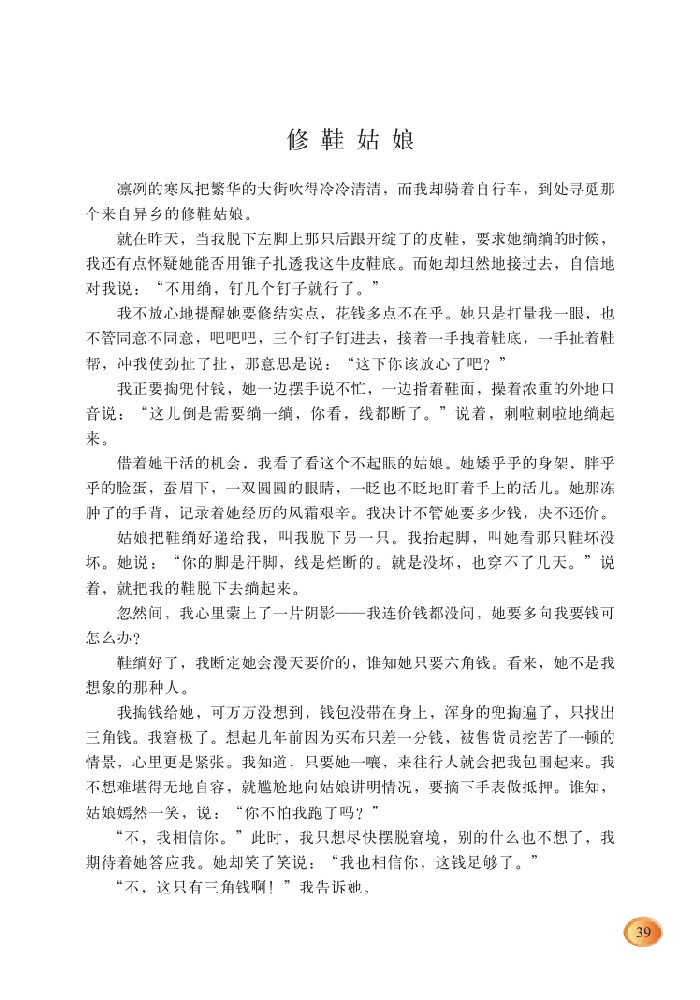 修鞋姑娘
凛冽的寒风把繁华的大街吹得冷冷清清，而我却骑着自行车，到处寻觅那
个来自异乡的修鞋姑娘。
就在昨天，当我脱下左脚上那只后跟开绽了的皮鞋，要求她绱绱的时候，
我还有点怀疑她能否用锥子扎透我这牛皮鞋底。而她却坦然地接过去，自信地
对我说：“不用绱，钉几个钉子就行了。”
我不放心地提醒她要修结实点，花钱多点不在乎。她只是打量我一眼，也
不管同意不同意，吧吧吧，三个钉子钉进去，接着一手拽着鞋底，一手扯着鞋
帮，冲我使劲扯了扯，那意思是说：“这下你该放心了吧？”
我正要掏兜付钱，她一边摆手说不忙，一边指着鞋面，操着浓重的外地口
音说：“这儿倒是需要绱一绱，你看，线都断了。”说着，刺啦刺啦地绱起
来。
借着她干活的机会，我看了看这个不起眼的姑娘。她矮乎乎的身架，胖乎
乎的脸蛋，蚕眉下，一双圆圆的眼睛，一眨也不眨地盯着手上的活儿。她那冻
肿了的手背，记录着她经历的风霜艰辛。我决计不管她要多少钱，决不还价。
姑娘把鞋绱好递给我，叫我脱下另一只。我抬起脚，叫她看那只鞋坏没
坏。她说：“你的脚是汗脚，线是烂断的。就是没坏，也穿不了几天。”说
着，就把我的鞋脱下去绱起来。
忽然间，我心里蒙上了一片阴影——我连价钱都没问，她要多句我要钱可
怎么办？
鞋绱好了，我断定她会漫天要价的，谁知她只要六角钱。看来，她不是我
想象的那种人。
我掏钱给她，可万万没想到，钱包没带在身上，浑身的兜掏遍了，只找出
三角钱。我窘极了。想起几年前因为买布只差一分钱，被售货员挖苦了一顿的
情景，心里更是紧张。我知道，只要她一嚷，来往行人就会把我包围起来。我
不想难堪得无地自容，就尴尬地向姑娘讲明情况，要摘下手表做抵押。谁知，
姑娘嫣然一笑，说：“你不怕我跑了吗？”
“不，我相信你。”此时，我只想尽快摆脱窘境，别的什么也不想了，我
期待着她答应我。她却笑了笑说：“我也相信你，这钱足够了。”
“不，这只有三角钱啊！”我告诉她。
39